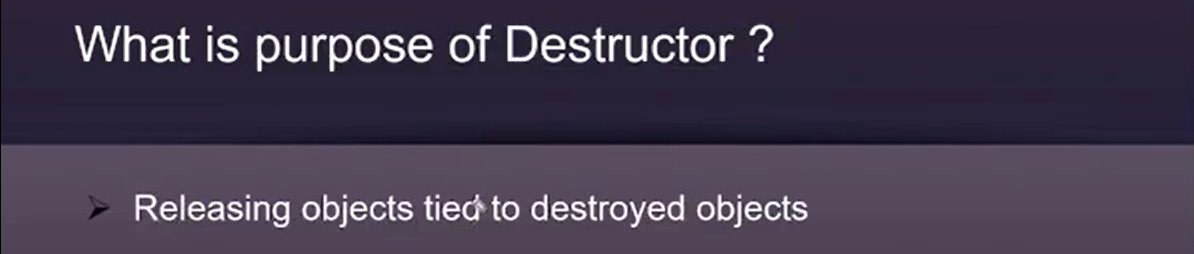 What is purpose of Destructor ?
Releasing objects tied to destroyed objects